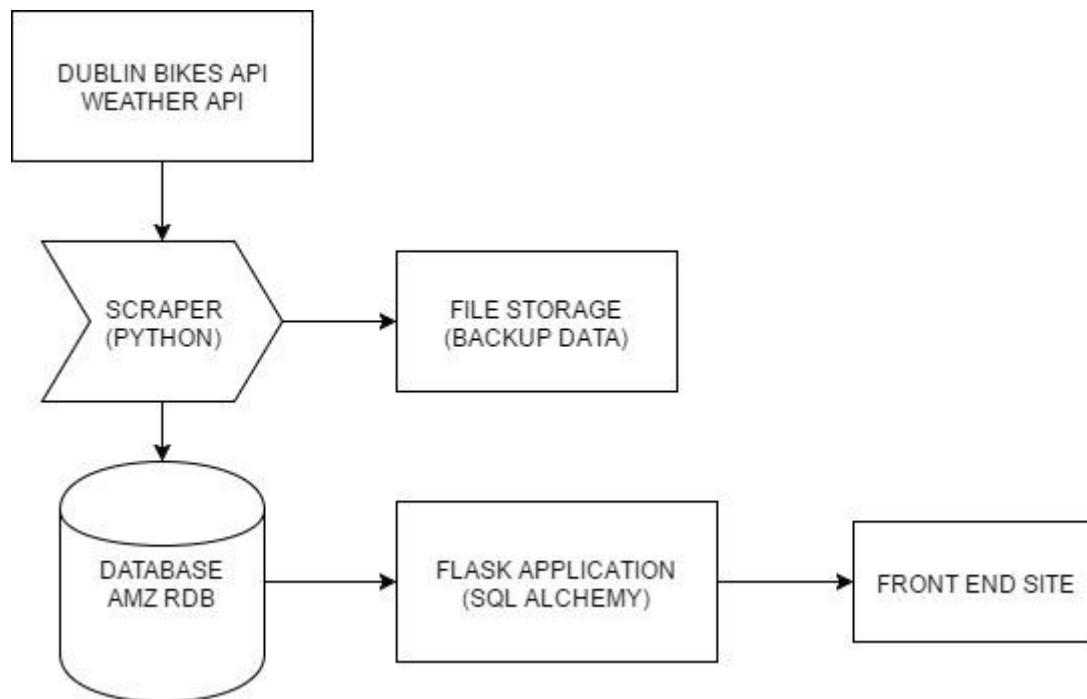 DUBLIN BIKES API
WEATHER API
SCRAPER
(PYTHON)
FILE STORAGE
(BACKUP DATA)
DATABASE
AMZ RDB
FLASK APPLICATION
(SQL ALCHEMY)
FRONT END SITE